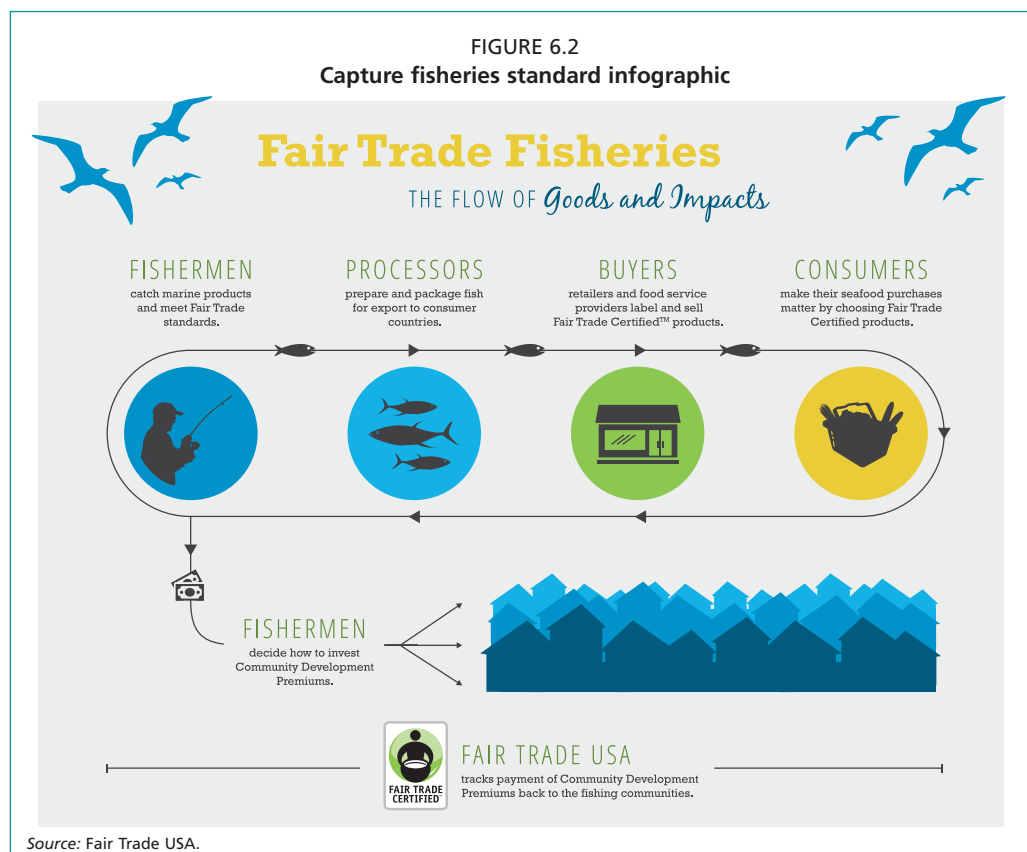 FIGURE 6.2
Capture fisheries standard infographic
Fair Trade Fisheries
THE FLOW OF Goods and Impacts
FISHERMEN
catch marine products
and meet Fair Trade
standards.
PROCESSORS
prepare and package fish
for export to consumer
countries.
BUYERS
retailers and food service
providers label and sell
Fair Trade Certified™ products.
CONSUMERS
make their seafood purchases
matter by choosing Fair Trade
Certified products.
FISHERMEN
decide how to invest
Community Development
Premiums.
FAIR TRADE
CERTIFIED
FAIR TRADE USA
tracks payment of Community Development
Premiums back to the fishing communities.
Source: Fair Trade USA.